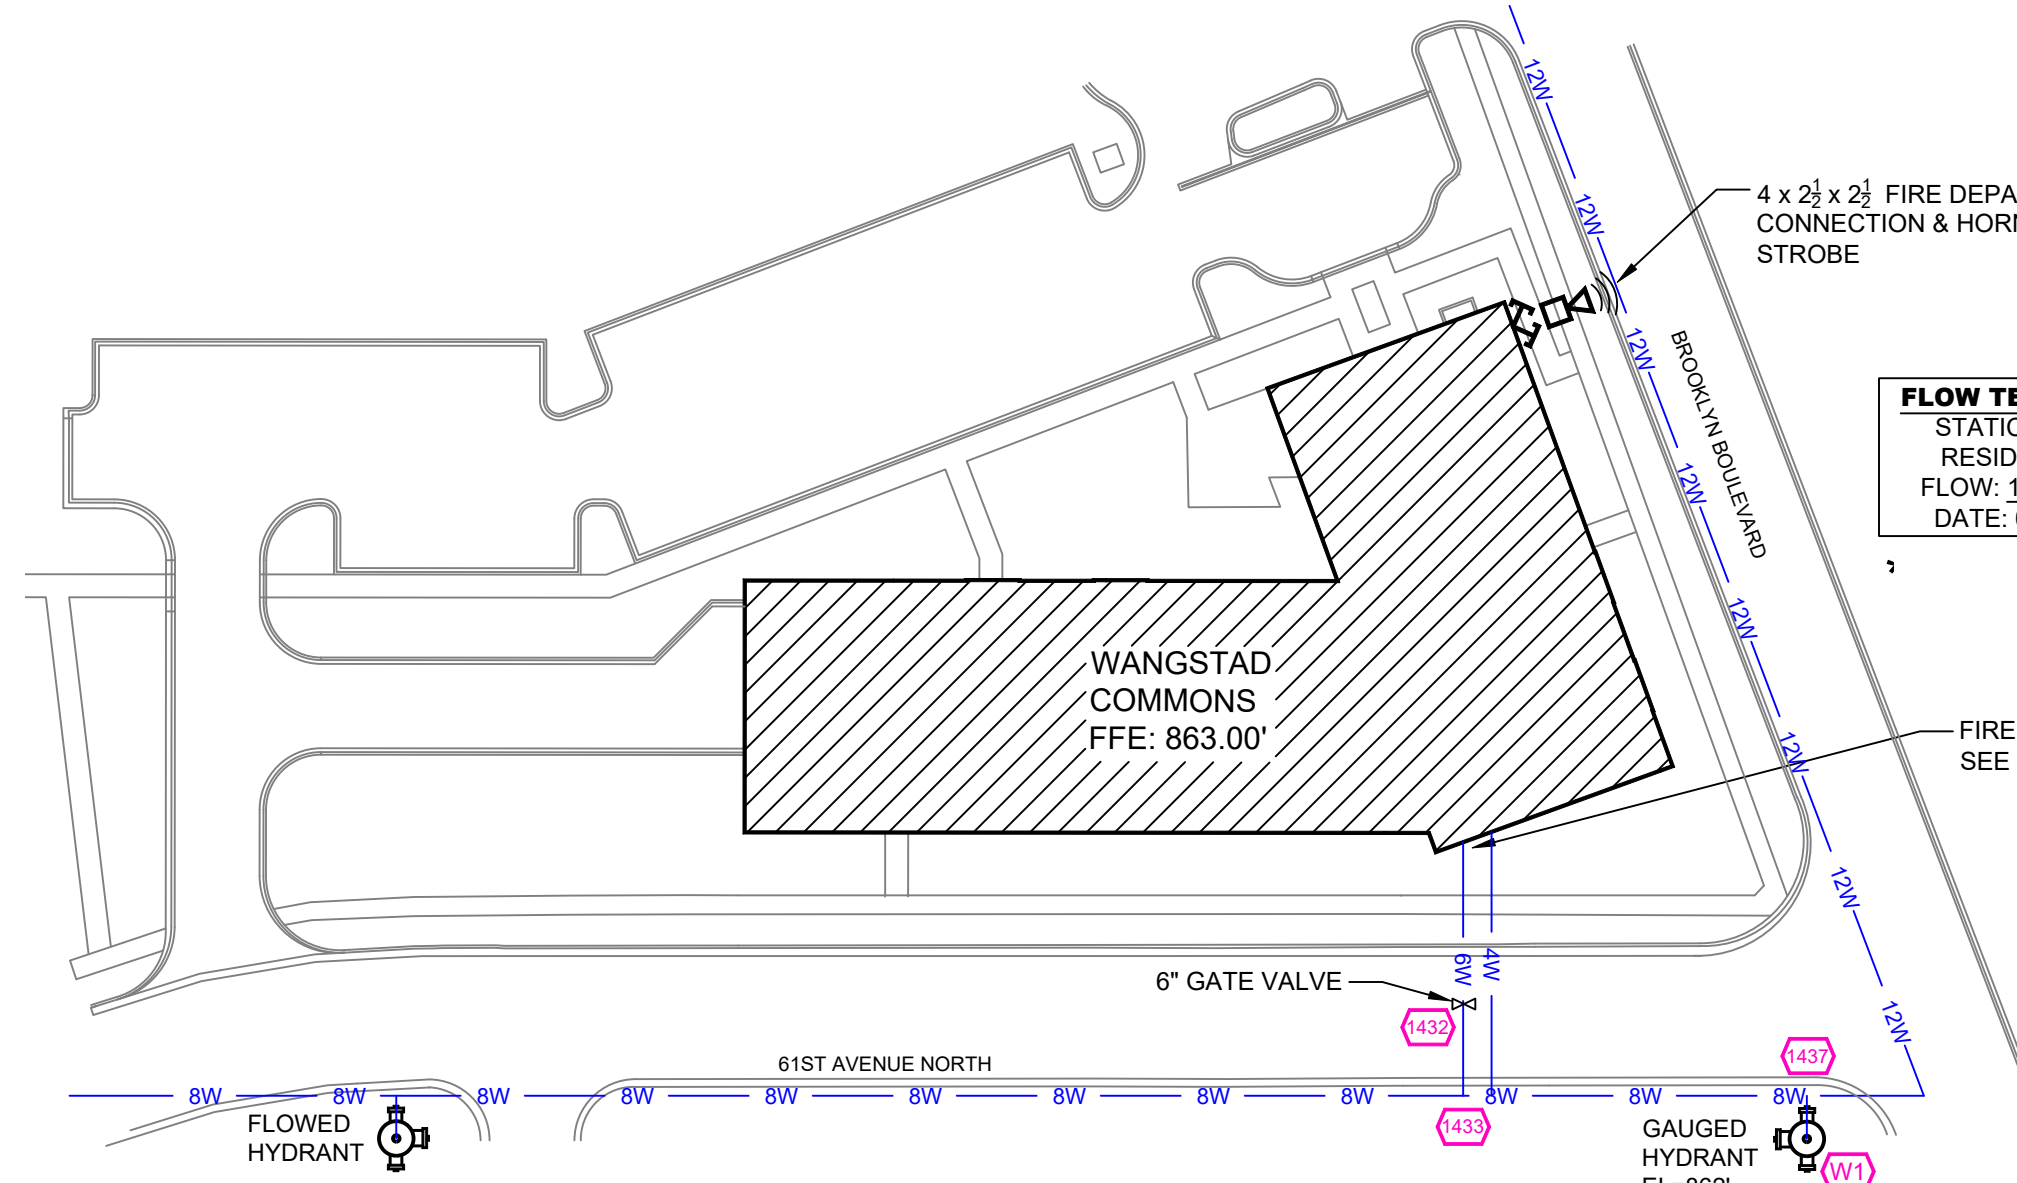 12W
12W
4 x 2½ x 2½ FIRE DEPA
CONNECTION & HORN
STROBE
12W
BROOKLYN BOULEVARD
FLOW TE
STATIC
RESID
FLOW: 1
DATE:
12W
12W
WANGSTAD
COMMONS
FFE: 863.00'
12W
FIRE
SEE
12W
6W
4W
6" GATE VALVE
1432
12W
61ST AVENUE NORTH
1437
8W 8W 8W 8W 8W 8W 8W 8W 8W 8W 8W 8W
FLOWED
HYDRANT
1433
GAUGED
HYDRANT
W1